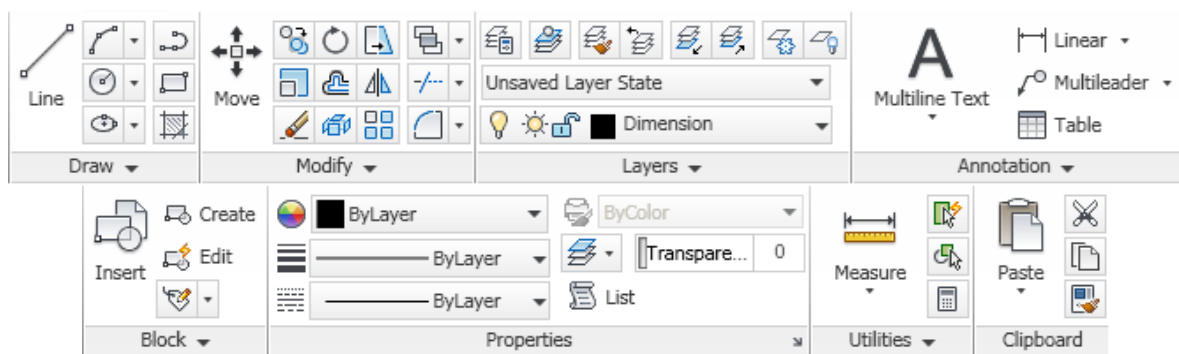 Line
Move
Unsaved Layer State
Dimension
Multiline Text
Linear
Multileader
Table
Draw
Modify
Layers
Annotation
Insert
Create
Edit
ByLayer
ByLayer
ByLayer
ByColor
Transpare... 0
List
Measure
Paste
Block
Properties
Utilities
Clipboard